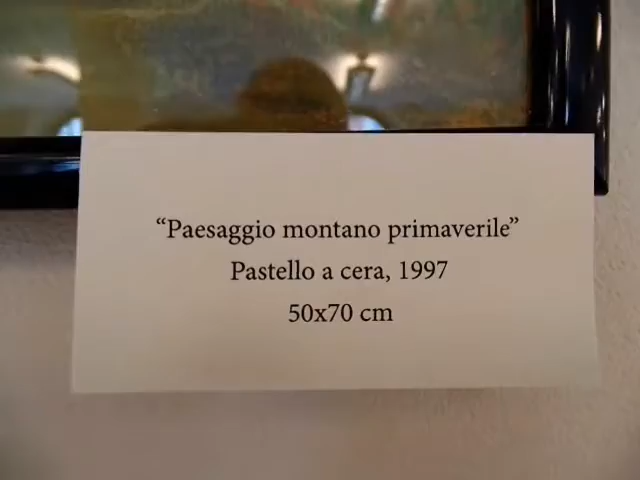 “Paesaggio montano primaverile”
Pastello a cera, 1997
50x70 cm